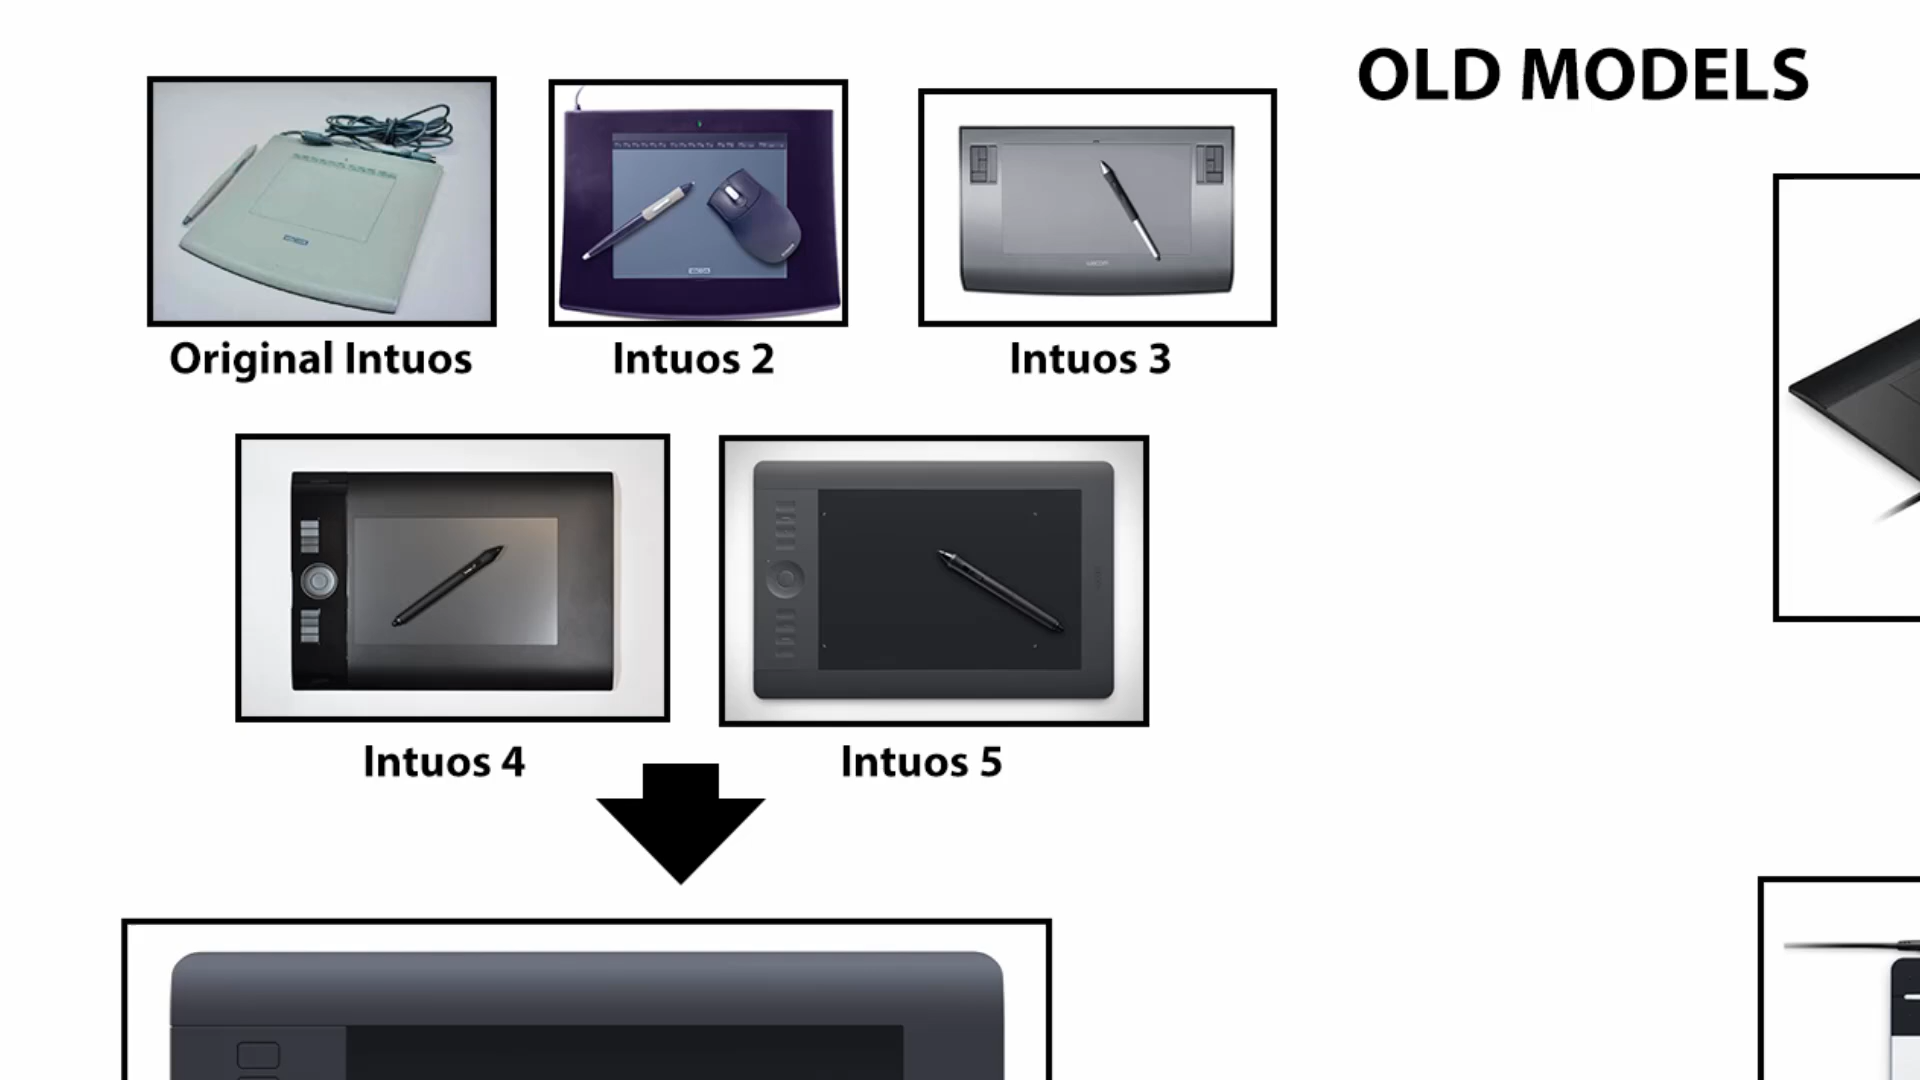 OLD MODELS
Original Intuos
Intuos 2
Intuos 3
Intuos 4
Intuos 5